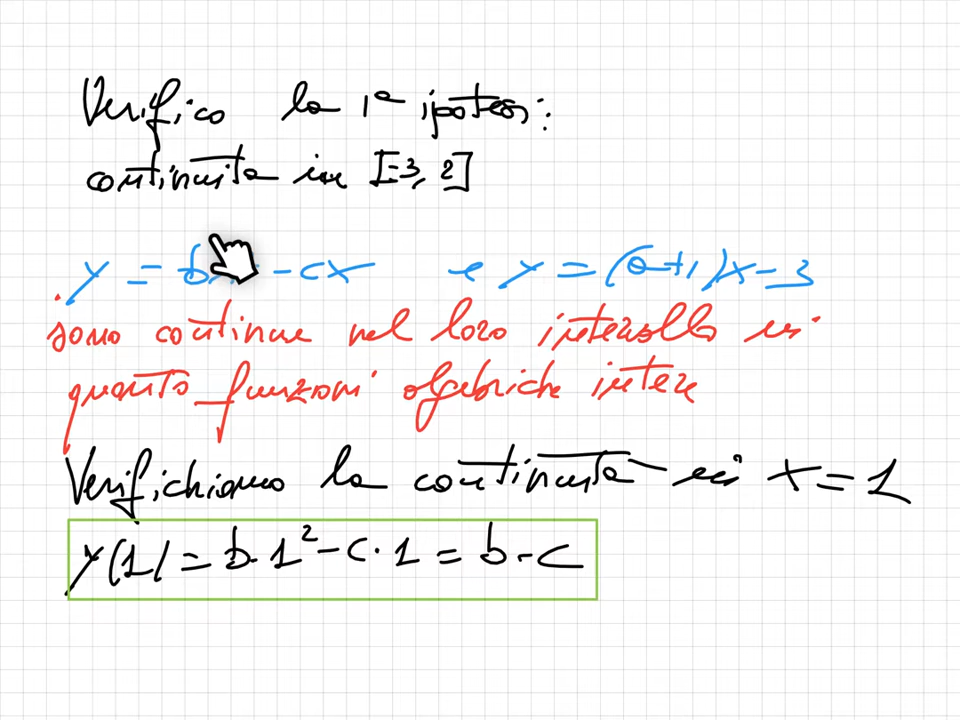 Verifico la 1ª ipotesi:
continuità in [-3, 2]
y = b - cx e y = (a+1)x-3
sono continue nel loro intervallo in
quanto funzioni algebriche intere
Verifichiamo la continuità in x=1
y(1) = b·1²-c·1 = b-c